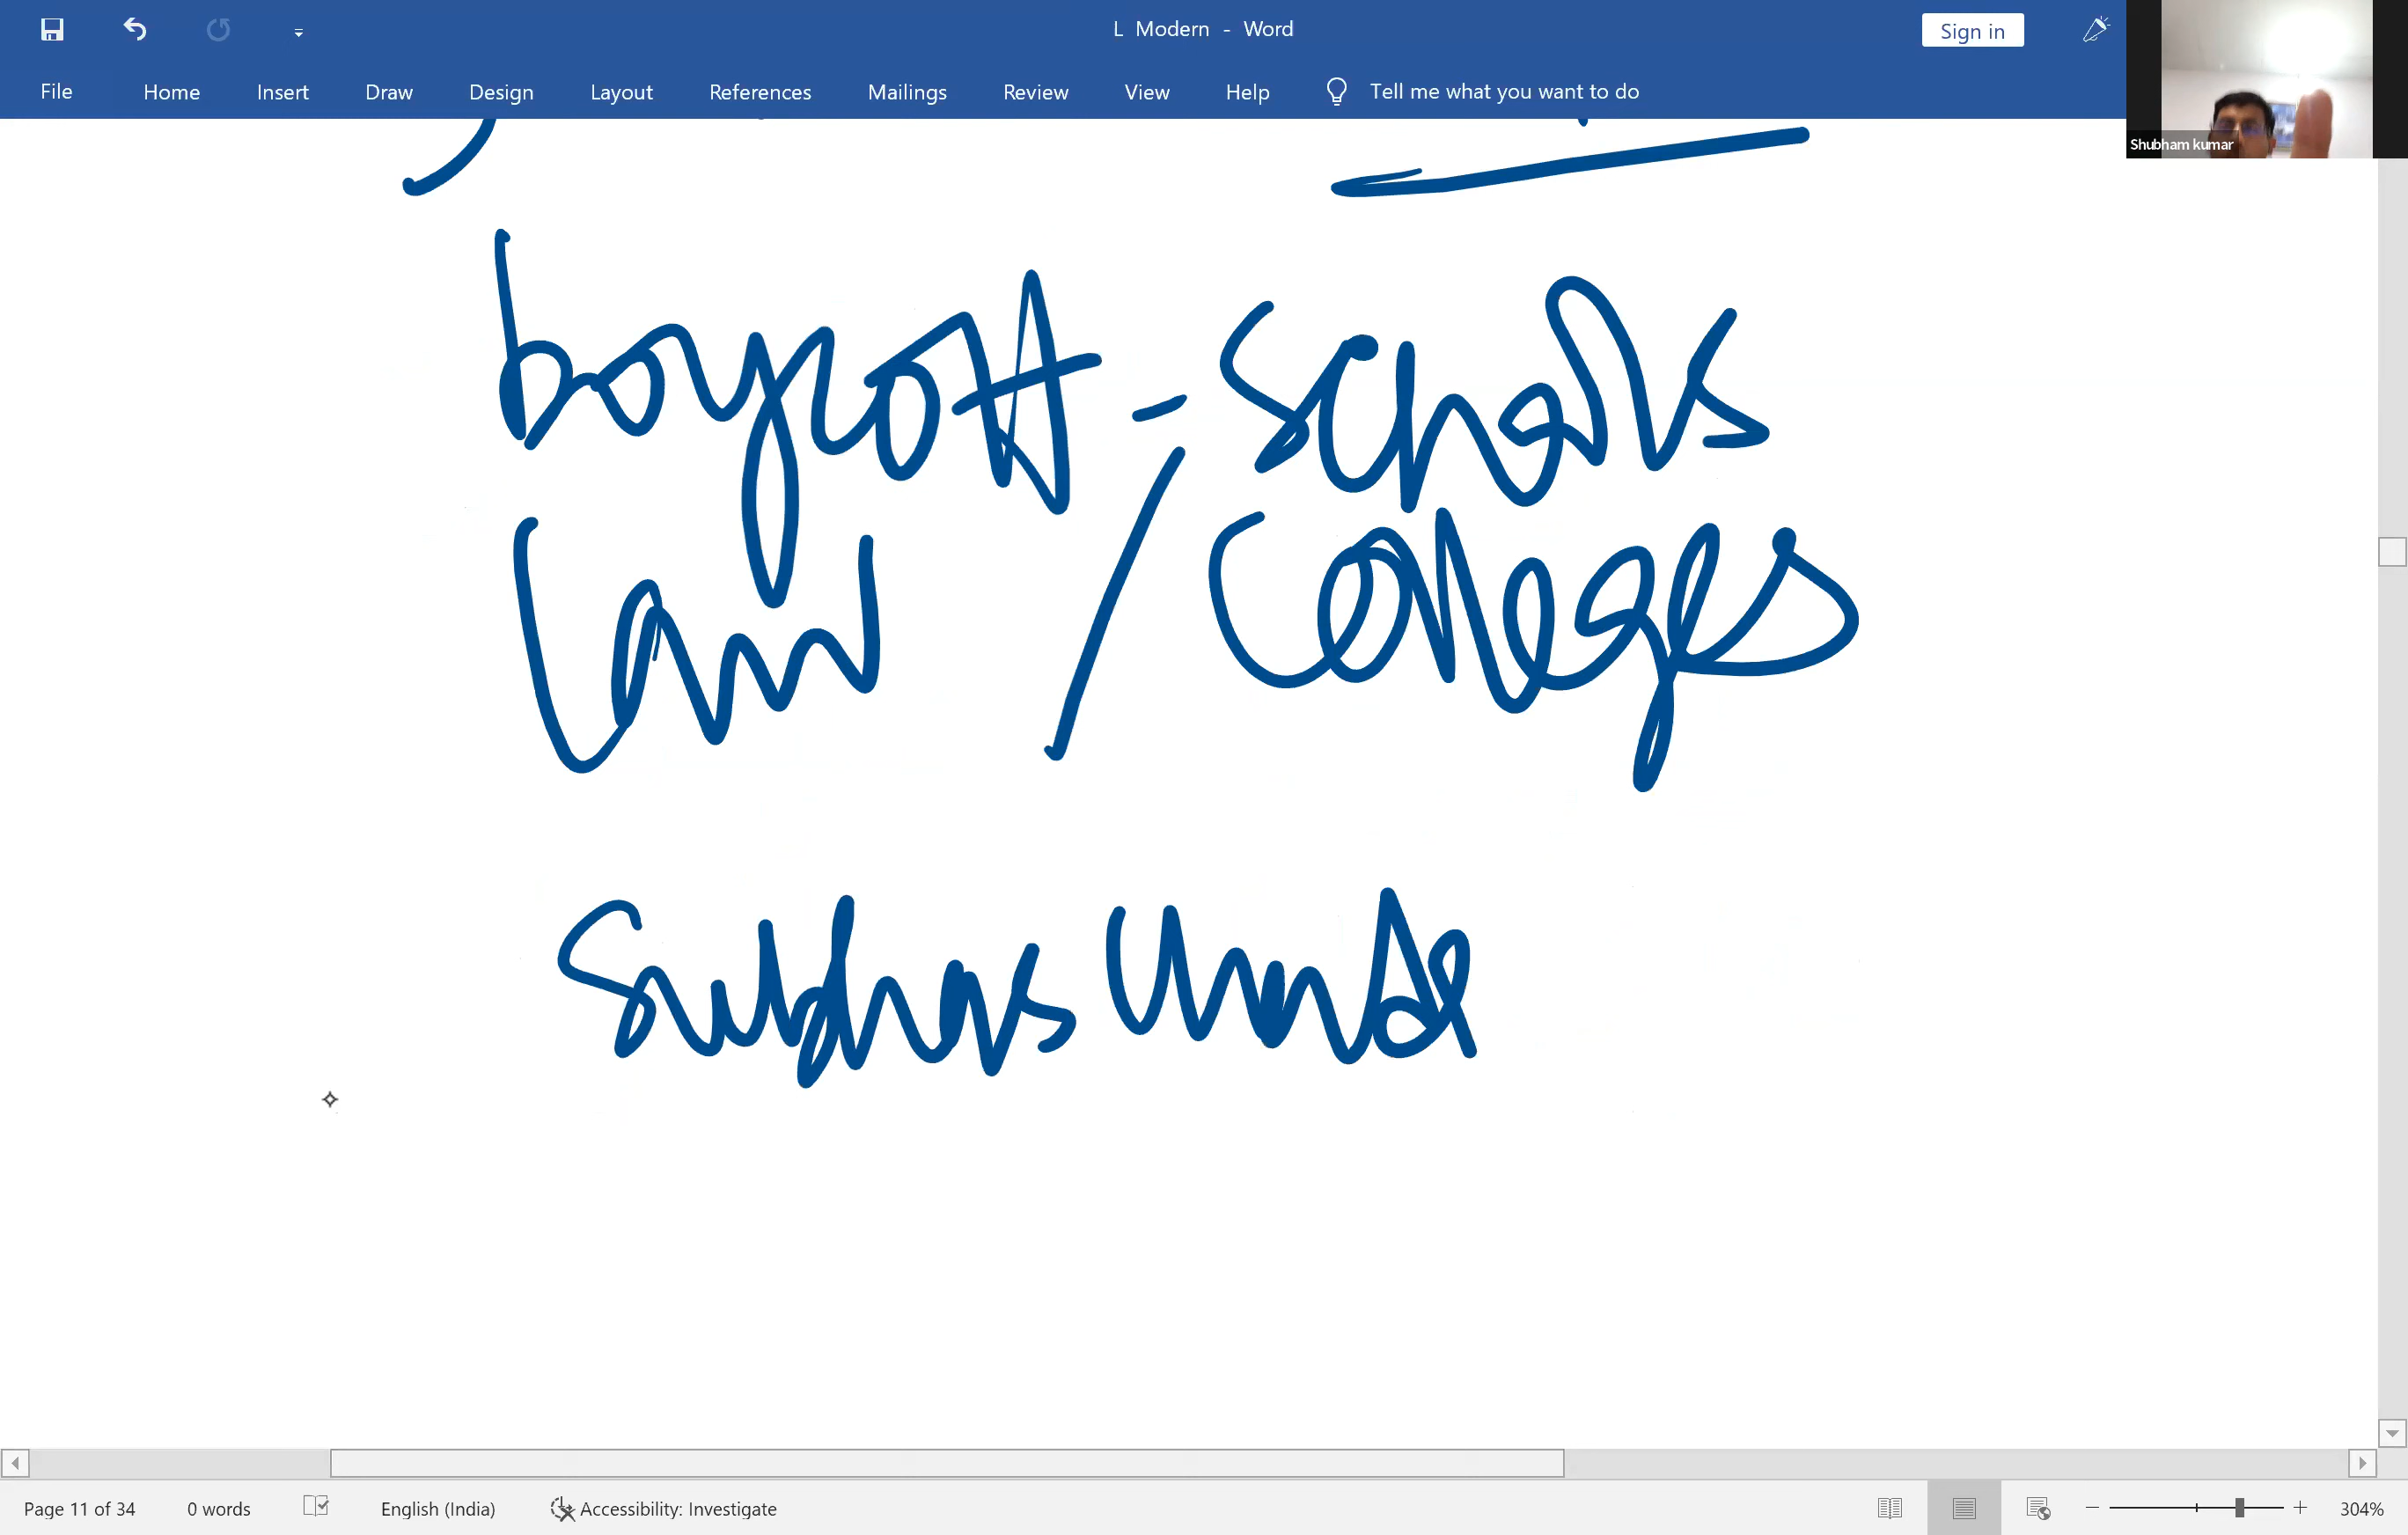 L Modern - Word
Sign in
File Home Insert Draw Design Layout References Mailings Review View Help Tell me what you want to do
Shubham kumar
boycott - schools
Law / Colleges
Subhas
Page 11 of 34 0 words English (India) Accessibility: Investigate 304%